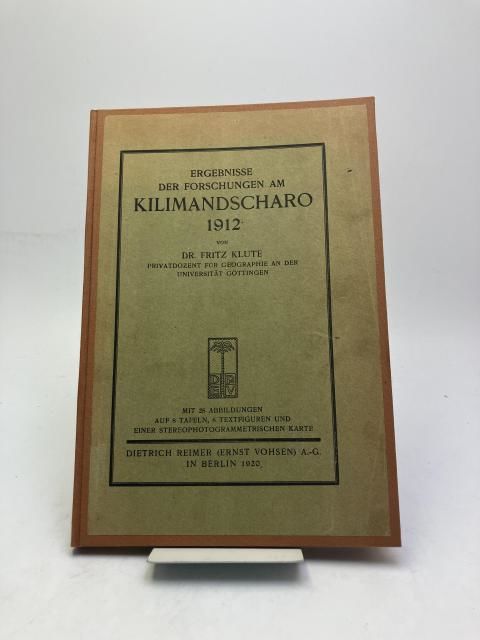 ERGEBNISSE
DER FORSCHUNGEN AM
KILIMANDSCHARO
1912
VON
DR. FRITZ KLUTE
PRIVATDOZENT FÜR GEOGRAPHIE AN DER
UNIVERSITÄT GÖTTINGEN
MIT 28 ABBILDUNGEN
AUF 8 TAFELN, 6 TEXTFIGUREN UND
EINER STEREOPHOTOGRAMMETRISCHEN KARTE
DIETRICH REIMER (ERNST VOHSEN) A.-G.
IN BERLIN 1920